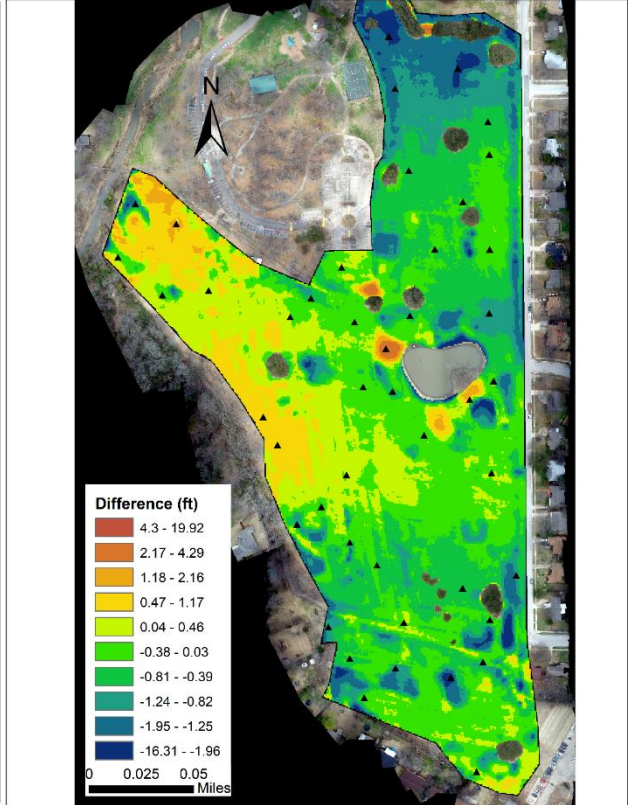 N
Difference (ft)
4.3 - 19.92
2.17 - 4.29
1.18 - 2.16
0.47 - 1.17
0.04 - 0.46
-0.38 - 0.03
-0.81 - -0.39
-1.24 - -0.82
-1.95 - -1.25
-16.31 - -1.96
0 0.025 0.05
Miles